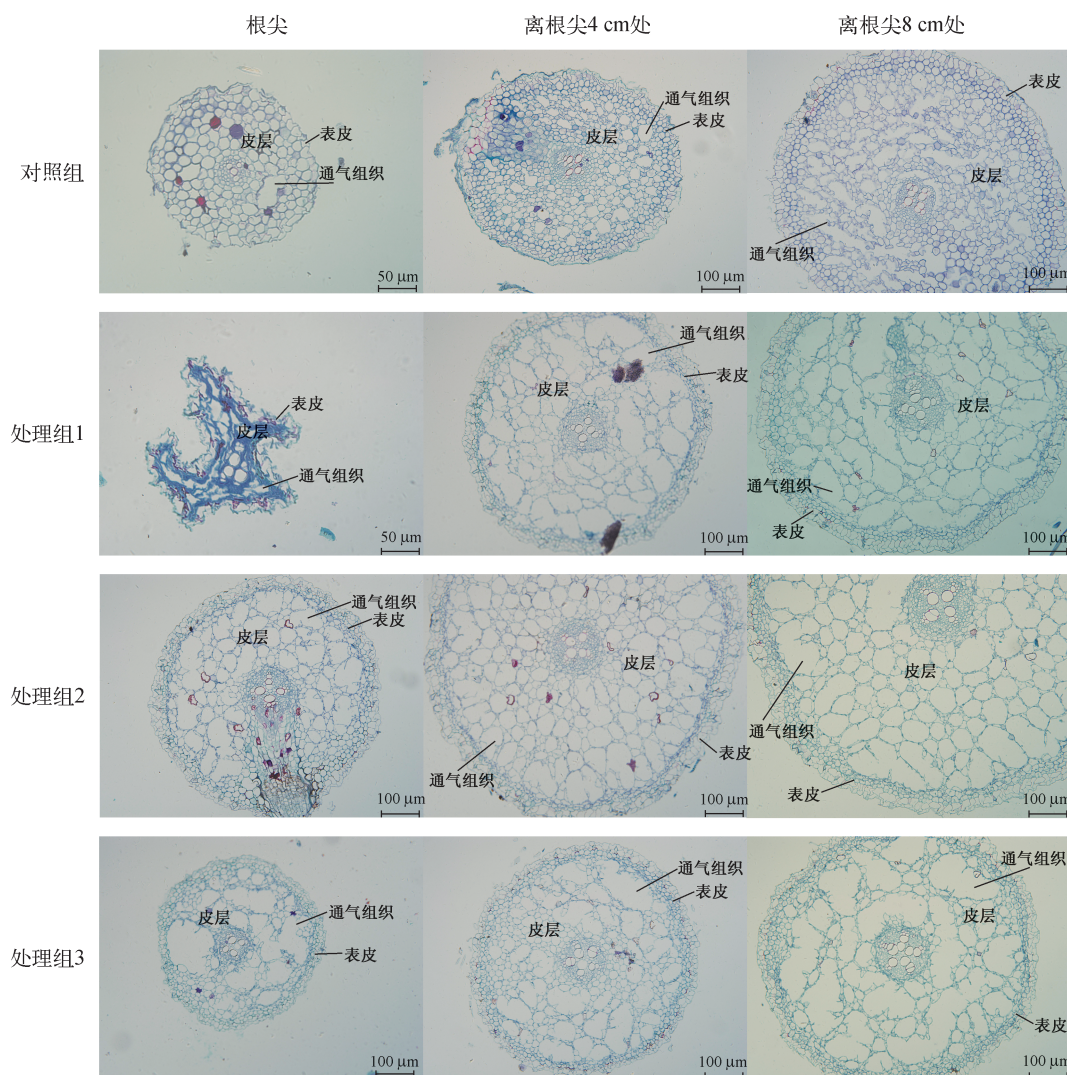 根尖 离根尖4 cm处 离根尖8 cm处
对照组
表皮
皮层
通气组织
50 μm
通气组织
表皮
皮层
100 μm
表皮
皮层
通气组织
100 μm
处理组1
表皮
皮层
通气组织
50 μm
通气组织
表皮
皮层
100 μm
皮层
通气组织
表皮
100 μm
处理组2
通气组织
表皮
皮层
100 μm
皮层
通气组织
表皮
100 μm
皮层
通气组织
表皮
100 μm
处理组3
皮层
通气组织
表皮
100 μm
通气组织
表皮
皮层
100 μm
通气组织
皮层
表皮
100 μm